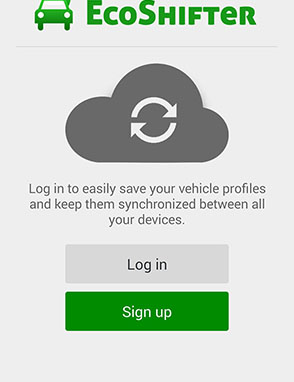 EcoShifter
Log in to easily save your vehicle profiles
and keep them synchronized between all
your devices.
Log in
Sign up